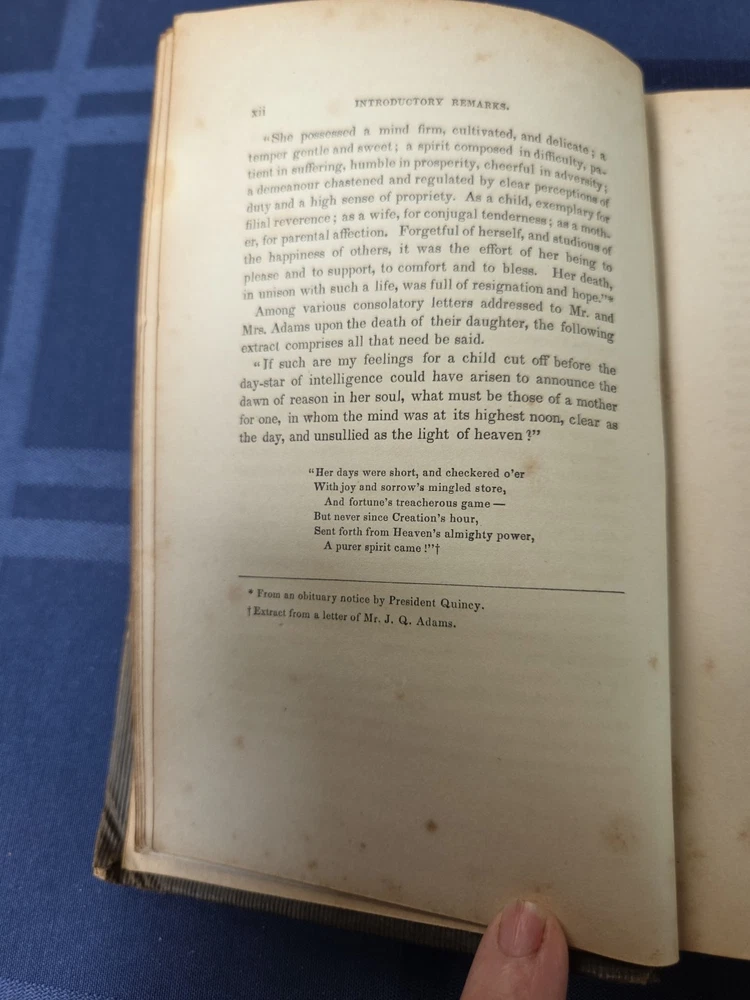 xii
INTRODUCTORY REMARKS.
"She possessed a mind firm, cultivated, and delicate; a
temper gentle and sweet; a spirit composed in difficulty, pa-
tient in suffering, humble in prosperity, cheerful in adversity;
a demeanour chastened and regulated by clear perceptions of
duty and a high sense of propriety. As a child, exemplary for
filial reverence; as a wife, for conjugal tenderness; as a moth-
er, for parental affection. Forgetful of herself, and studious of
the happiness of others, it was the effort of her being to
please and to support, to comfort and to bless. Her death,
in unison with such a life, was full of resignation and hope."*
Among various consolatory letters addressed to Mr. and
Mrs. Adams upon the death of their daughter, the following
extract comprises all that need be said.
"If such are my feelings for a child cut off before the
day-star of intelligence could have arisen to announce the
dawn of reason in her soul, what must be those of a mother
for one, in whom the mind was at its highest noon, clear as
the day, and unsullied as the light of heaven?"
"Her days were short, and checkered o'er
With joy and sorrow's mingled store,
And fortune's treacherous game—
But never since Creation's hour,
Sent forth from Heaven's almighty power,
A purer spirit came!"†
* From an obituary notice by President Quincy.
† Extract from a letter of Mr. J. Q. Adams.